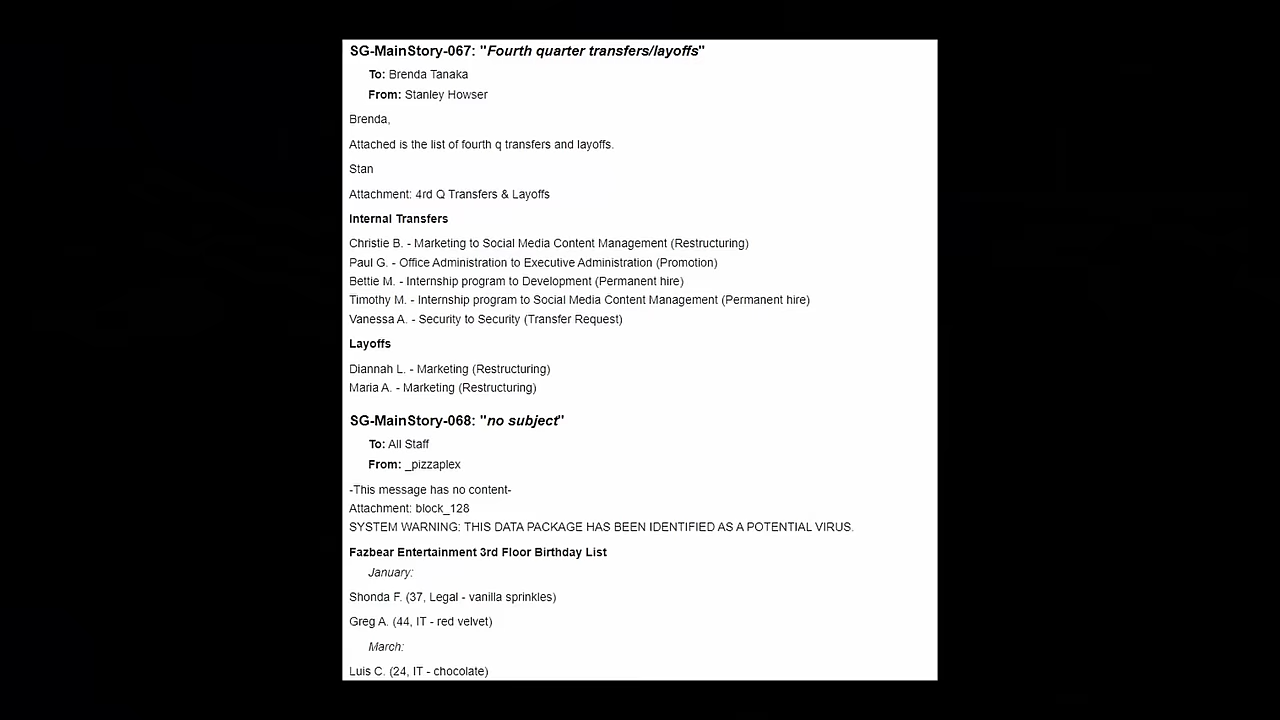 SG-MainStory-067: "Fourth quarter transfers/layoffs"
To: Brenda Tanaka
From: Stanley Howser
Brenda,
Attached is the list of fourth q transfers and layoffs.
Stan
Attachment: 4rd Q Transfers & Layoffs
Internal Transfers
Christie B. - Marketing to Social Media Content Management (Restructuring)
Paul G. - Office Administration to Executive Administration (Promotion)
Bettie M. - Internship program to Development (Permanent hire)
Timothy M. - Internship program to Social Media Content Management (Permanent hire)
Vanessa A. - Security to Security (Transfer Request)
Layoffs
Diannah L. - Marketing (Restructuring)
Maria A. - Marketing (Restructuring)
SG-MainStory-068: "no subject"
To: All Staff
From: _pizzaplex
-This message has no content-
Attachment: block_128
SYSTEM WARNING: THIS DATA PACKAGE HAS BEEN IDENTIFIED AS A POTENTIAL VIRUS.
Fazbear Entertainment 3rd Floor Birthday List
January:
Shonda F. (37, Legal - vanilla sprinkles)
Greg A. (44, IT - red velvet)
March:
Luis C. (24, IT - chocolate)